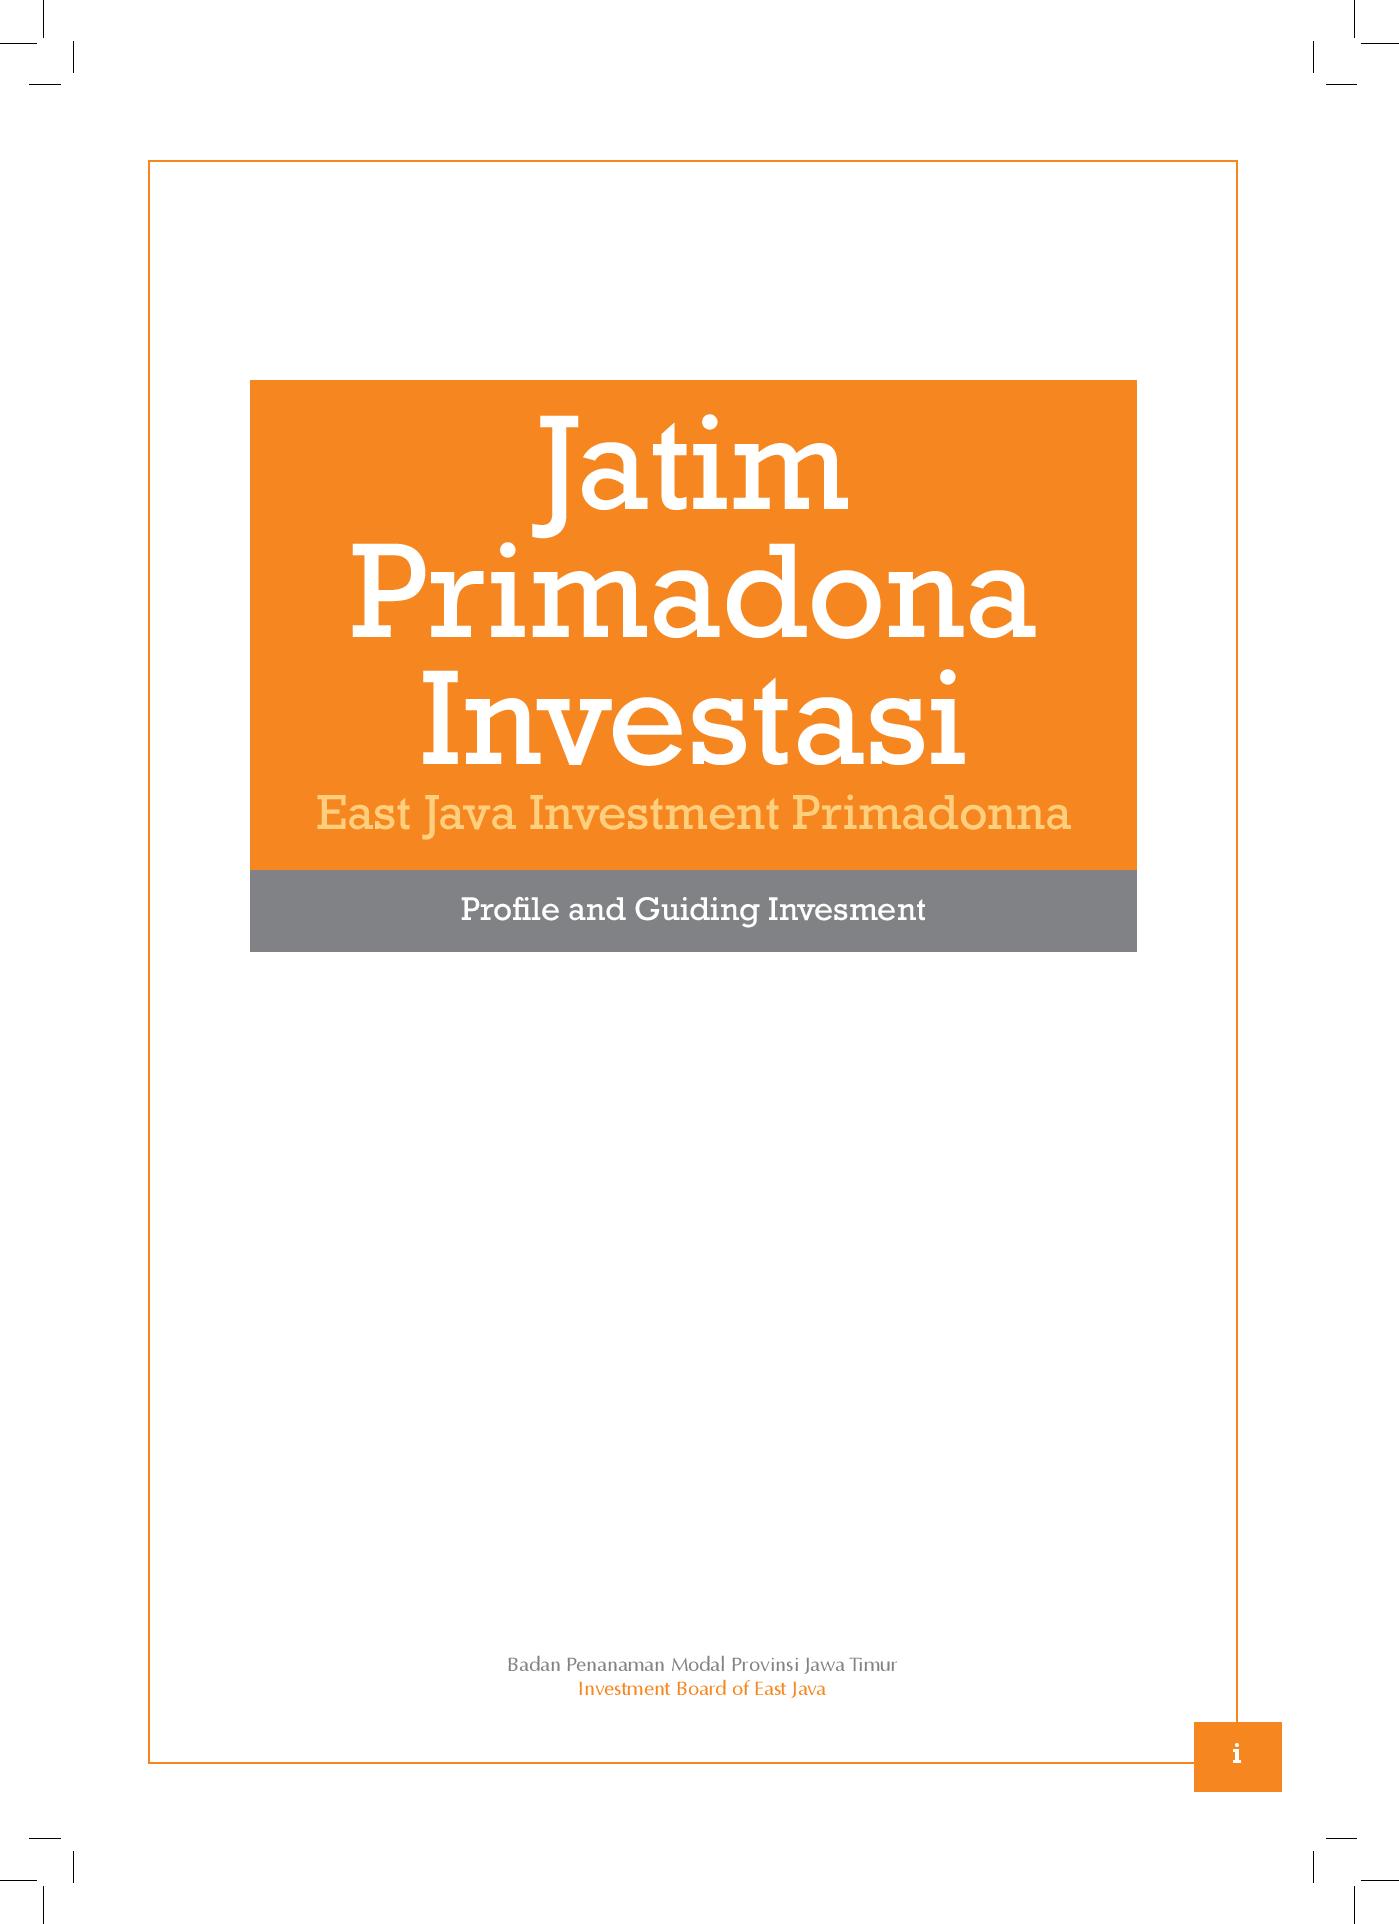 Jatim
Primadona
Investasi
East Java Investment Primadonna
Profile and Guiding Invesment
Badan Penanaman Modal Provinsi Jawa Timur
Investment Board of East Java
i